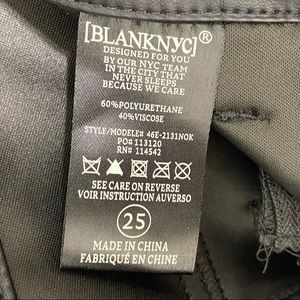 [BLANKNYC]®
DESIGNED FOR YOU
BY OUR NYC TEAM
IN THE CITY THAT
NEVER SLEEPS
BECAUSE WE CARE
60%POLYURETHANE
40%VISCOSE
STYLE/MODELE# 46E-2131NOK
PO# 113120
RN# 114542
SEE CARE ON REVERSE
VOIR INSTRUCTION AUVERSO
25
MADE IN CHINA
FABRIQUÉ EN CHINE